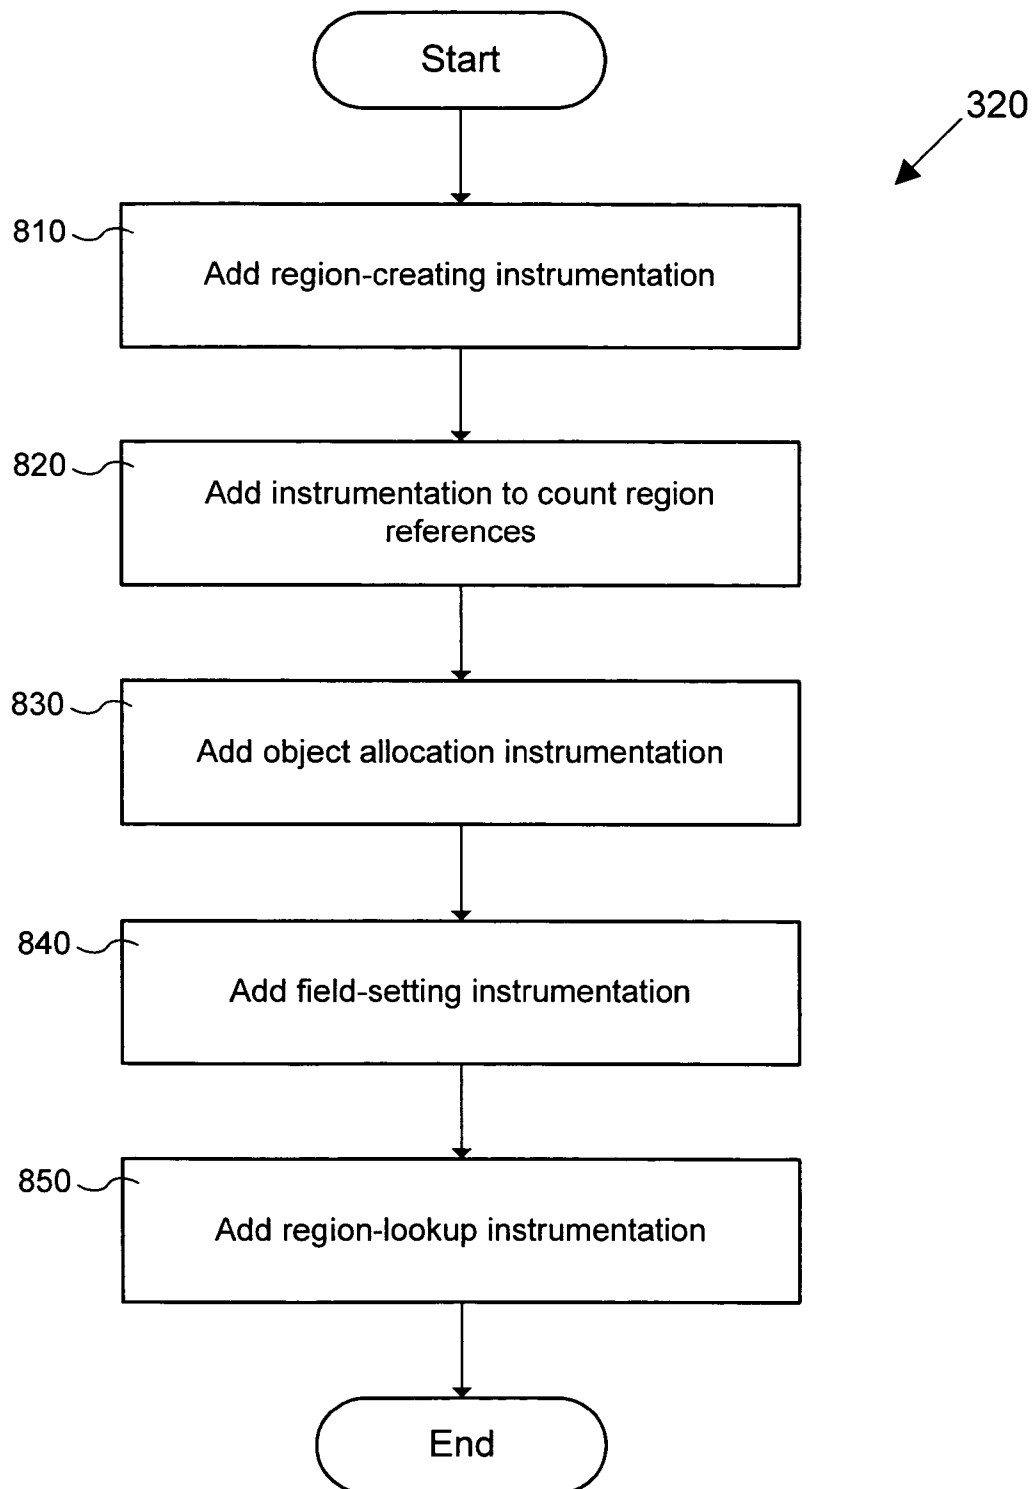 Start
320
810
Add region-creating instrumentation
820
Add instrumentation to count region
references
830
Add object allocation instrumentation
840
Add field-setting instrumentation
850
Add region-lookup instrumentation
End